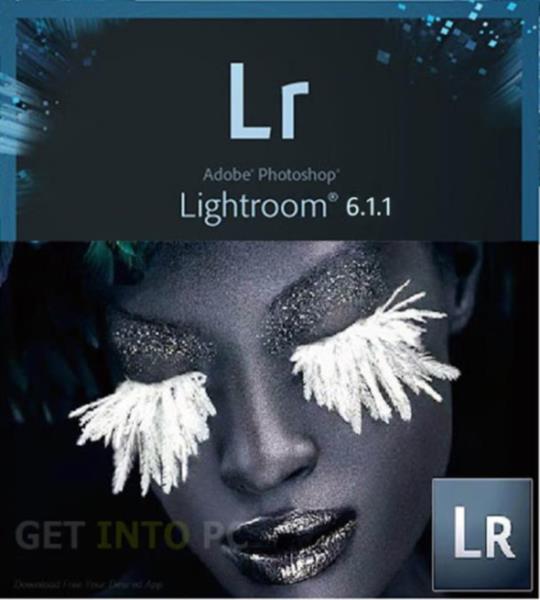 Lr
Adobe® Photoshop®
Lightroom® 6.1.1
GET INTO PC
Download Free Your Desired App
LR